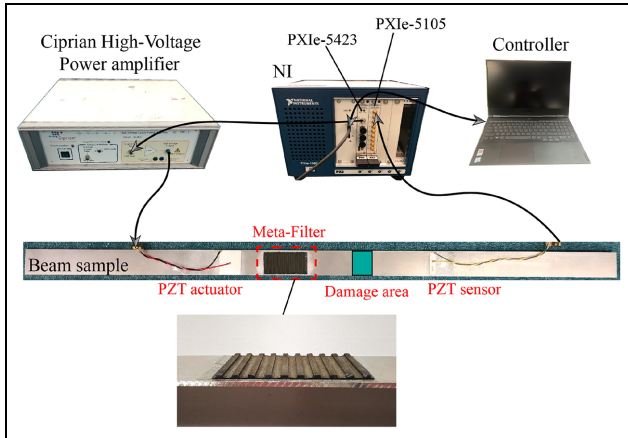 Ciprian High-Voltage
Power amplifier
PXIe-5423
PXIe-5105
NI
Controller
NATIONAL
INSTRUMENTS
Ciprian
Meta-Filter
Beam sample
PZT actuator
Damage area
PZT sensor